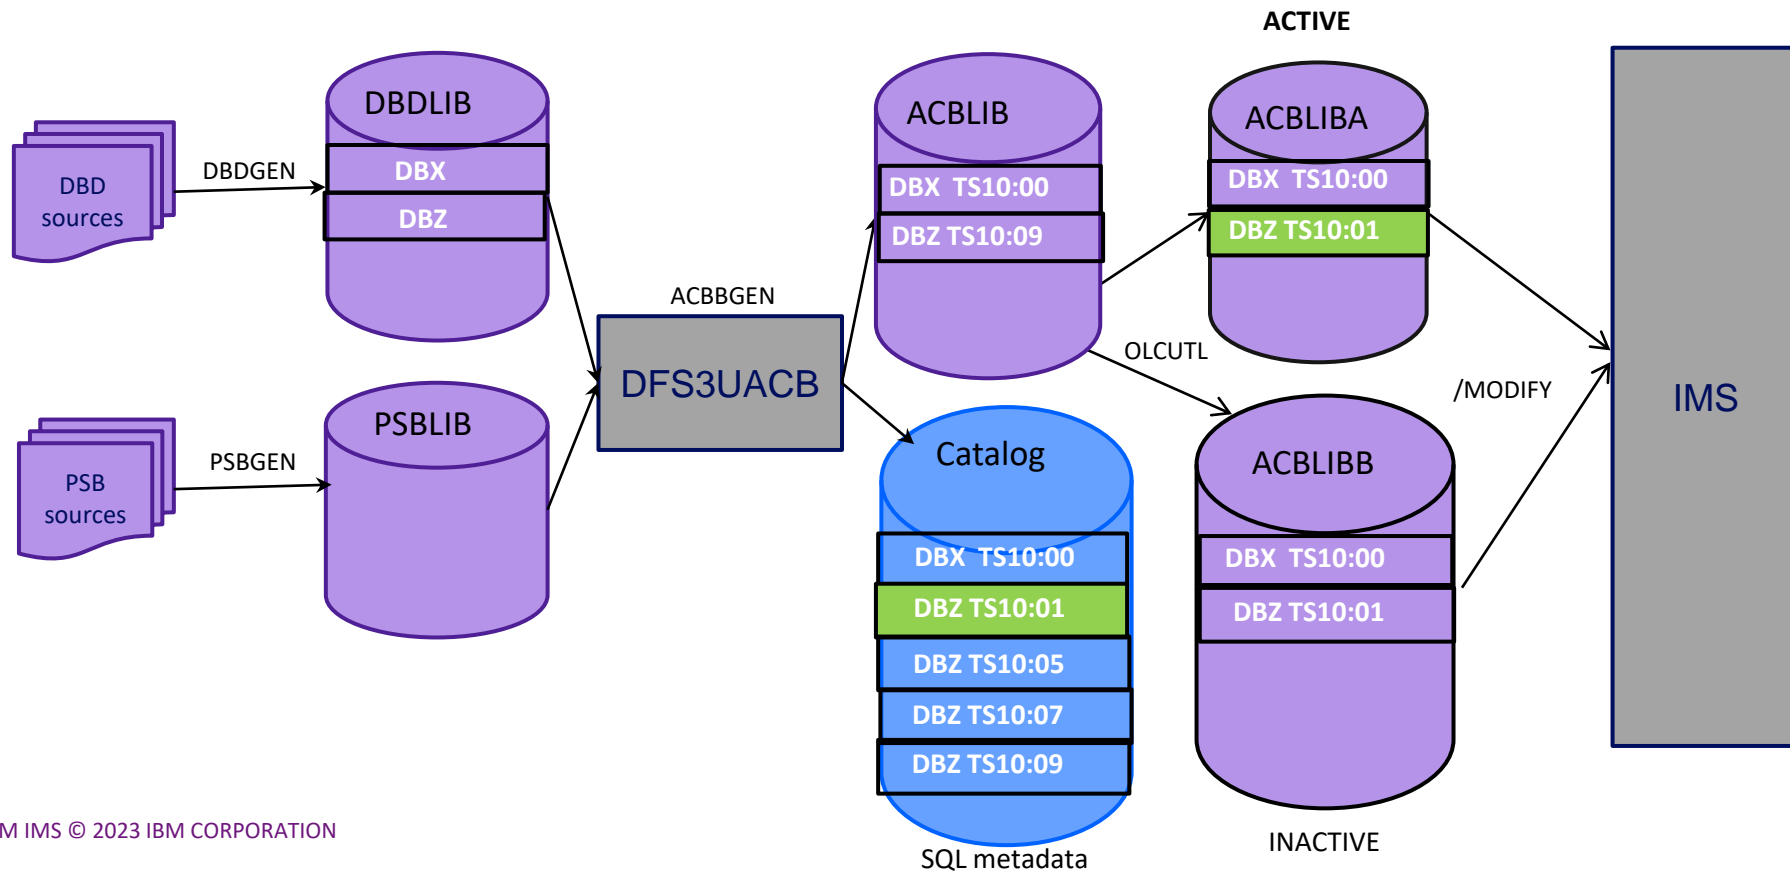 ACTIVE
DBD
sources
DBDGEN
DBDLIB
DBX
DBZ
PSB
sources
PSBGEN
PSBLIB
ACBBGEN
DFS3UACB
ACBLIB
DBX TS10:00
DBZ TS10:09
Catalog
DBX TS10:00
DBZ TS10:01
DBZ TS10:05
DBZ TS10:07
DBZ TS10:09
SQL metadata
ACBLIBA
DBX TS10:00
DBZ TS10:01
OLCUTL
ACBLIBB
DBX TS10:00
DBZ TS10:01
INACTIVE
/MODIFY
IMS
M IMS © 2023 IBM CORPORATION